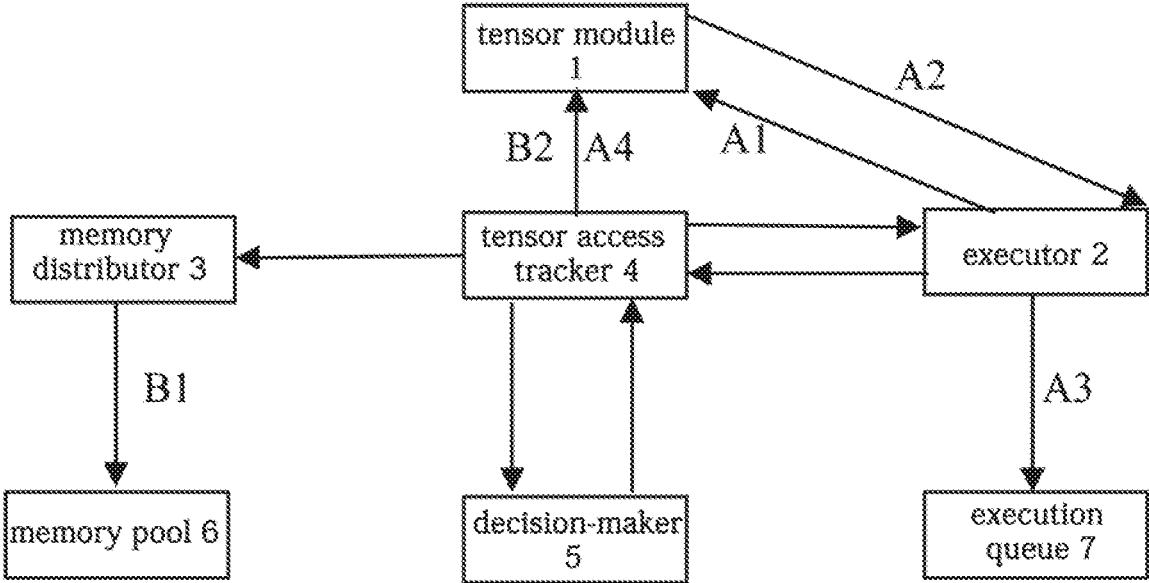 tensor module
1
A2
B2 A4
A1
memory
distributor 3
tensor access
tracker 4
executor 2
B1
A3
memory pool 6
decision-maker
5
execution
queue 7